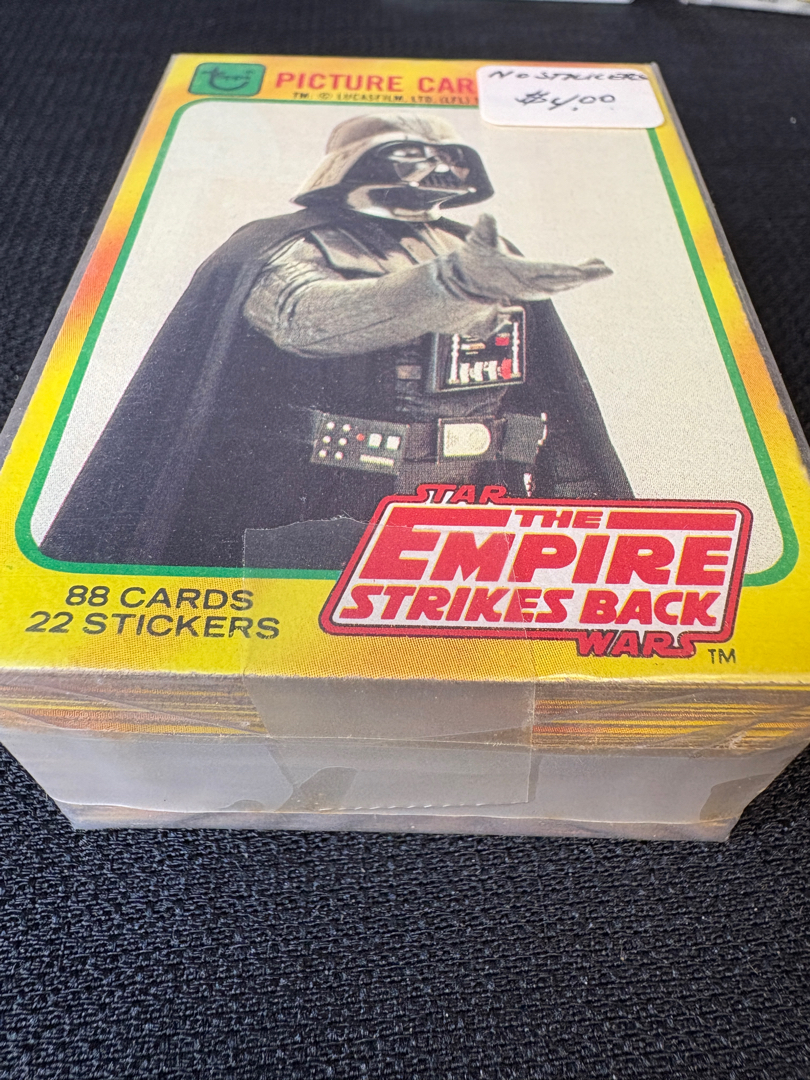 Topps
PICTURE CAR
TM. © LUCASFILM, LTD. (LFL)
NO STICKERS
$4.00
STAR
THE
EMPIRE
STRIKES BACK
WARS
TM
88 CARDS
22 STICKERS